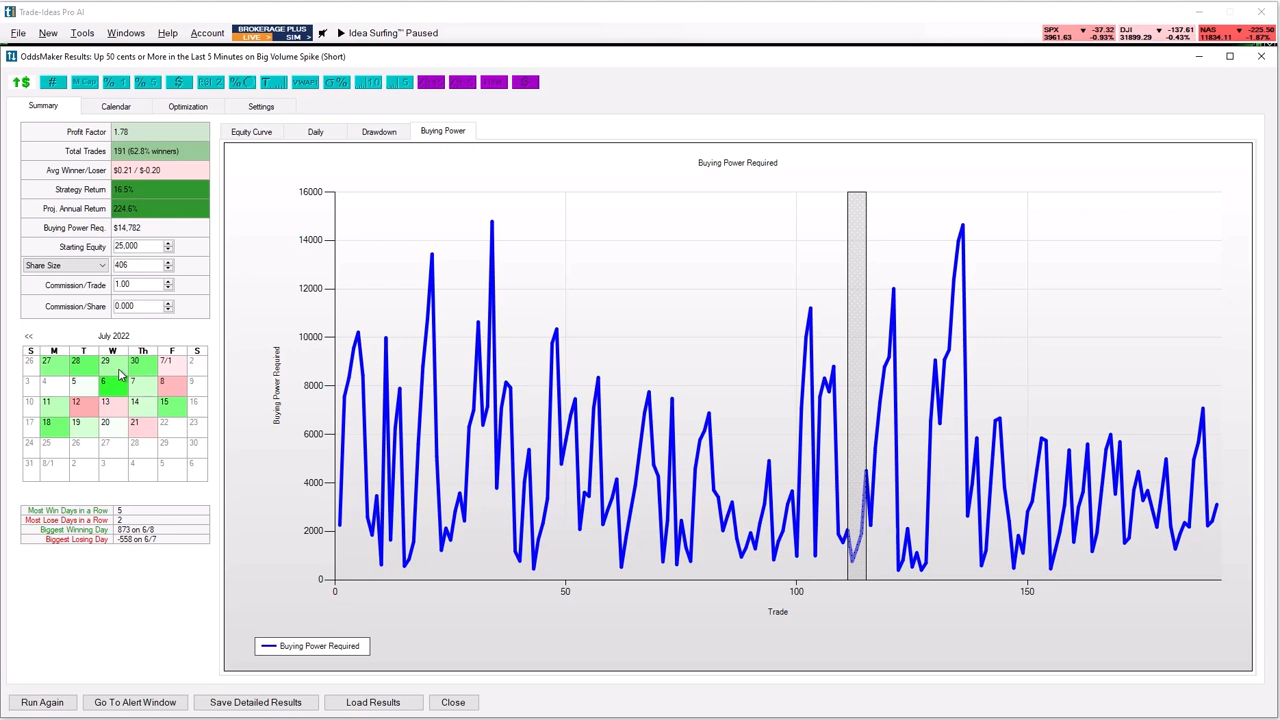 Trade-Ideas Pro AI
File New Tools Windows Help Account BROKERAGE PLUS LIVE SIM Idea Surfing™ Paused
SPX -37.32 DJI -137.61 NAS -225.50
3961.63 -0.93% 31899.29 -0.43% 11834.11 -1.87%
OddsMaker Results: Up 50 cents or More in the Last 5 Minutes on Big Volume Spike (Short)
Summary Calendar Optimization Settings
Equity Curve Daily Drawdown Buying Power
Profit Factor 1.78
Total Trades 191 (62.8% winners)
Avg Winner/Loser $0.21 / $-0.20
Strategy Return 16.5%
Proj. Annual Return 224.6%
Buying Power Req. $14,782
Starting Equity 25,000
Share Size 406
Commission/Trade 1.00
Commission/Share 0.000
<< July 2022
S M T W Th F S
26 27 28 29 30 7/1 2
3 4 5 6 7 8 9
10 11 12 13 14 15 16
17 18 19 20 21 22 23
24 25 26 27 28 29 30
31 8/1 2 3 4 5 6
Most Win Days in a Row 5
Most Lose Days in a Row 2
Biggest Winning Day 873 on 6/8
Biggest Losing Day -558 on 6/7
Buying Power Required
16000
14000
12000
10000
8000
6000
4000
2000
0
Buying Power Required
0 50 100 150
Trade
Buying Power Required
Run Again Go To Alert Window Save Detailed Results Load Results Close